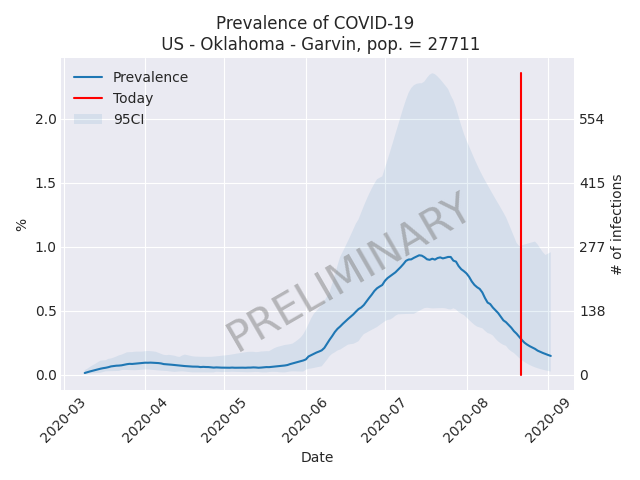 Prevalence of COVID-19
US - Oklahoma - Garvin, pop. = 27711
Prevalence
Today
95CI
PRELIMINARY
%
2.0
1.5
1.0
0.5
0.0
554
415
277
138
0
# of infections
2020-03
2020-04
2020-05
2020-06
2020-07
2020-08
2020-09
Date